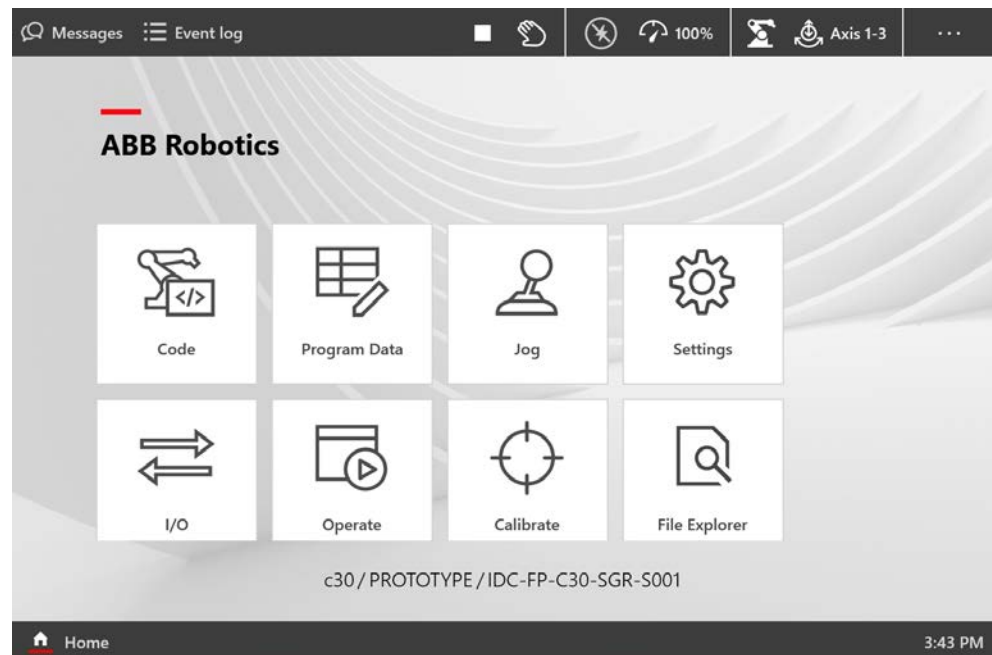 Messages Event log 100% Axis 1-3 ...
ABB Robotics
</>
Code Program Data Jog Settings
I/O Operate Calibrate File Explorer
c30 / PROTOTYPE / IDC-FP-C30-SGR-S001
Home 3:43 PM